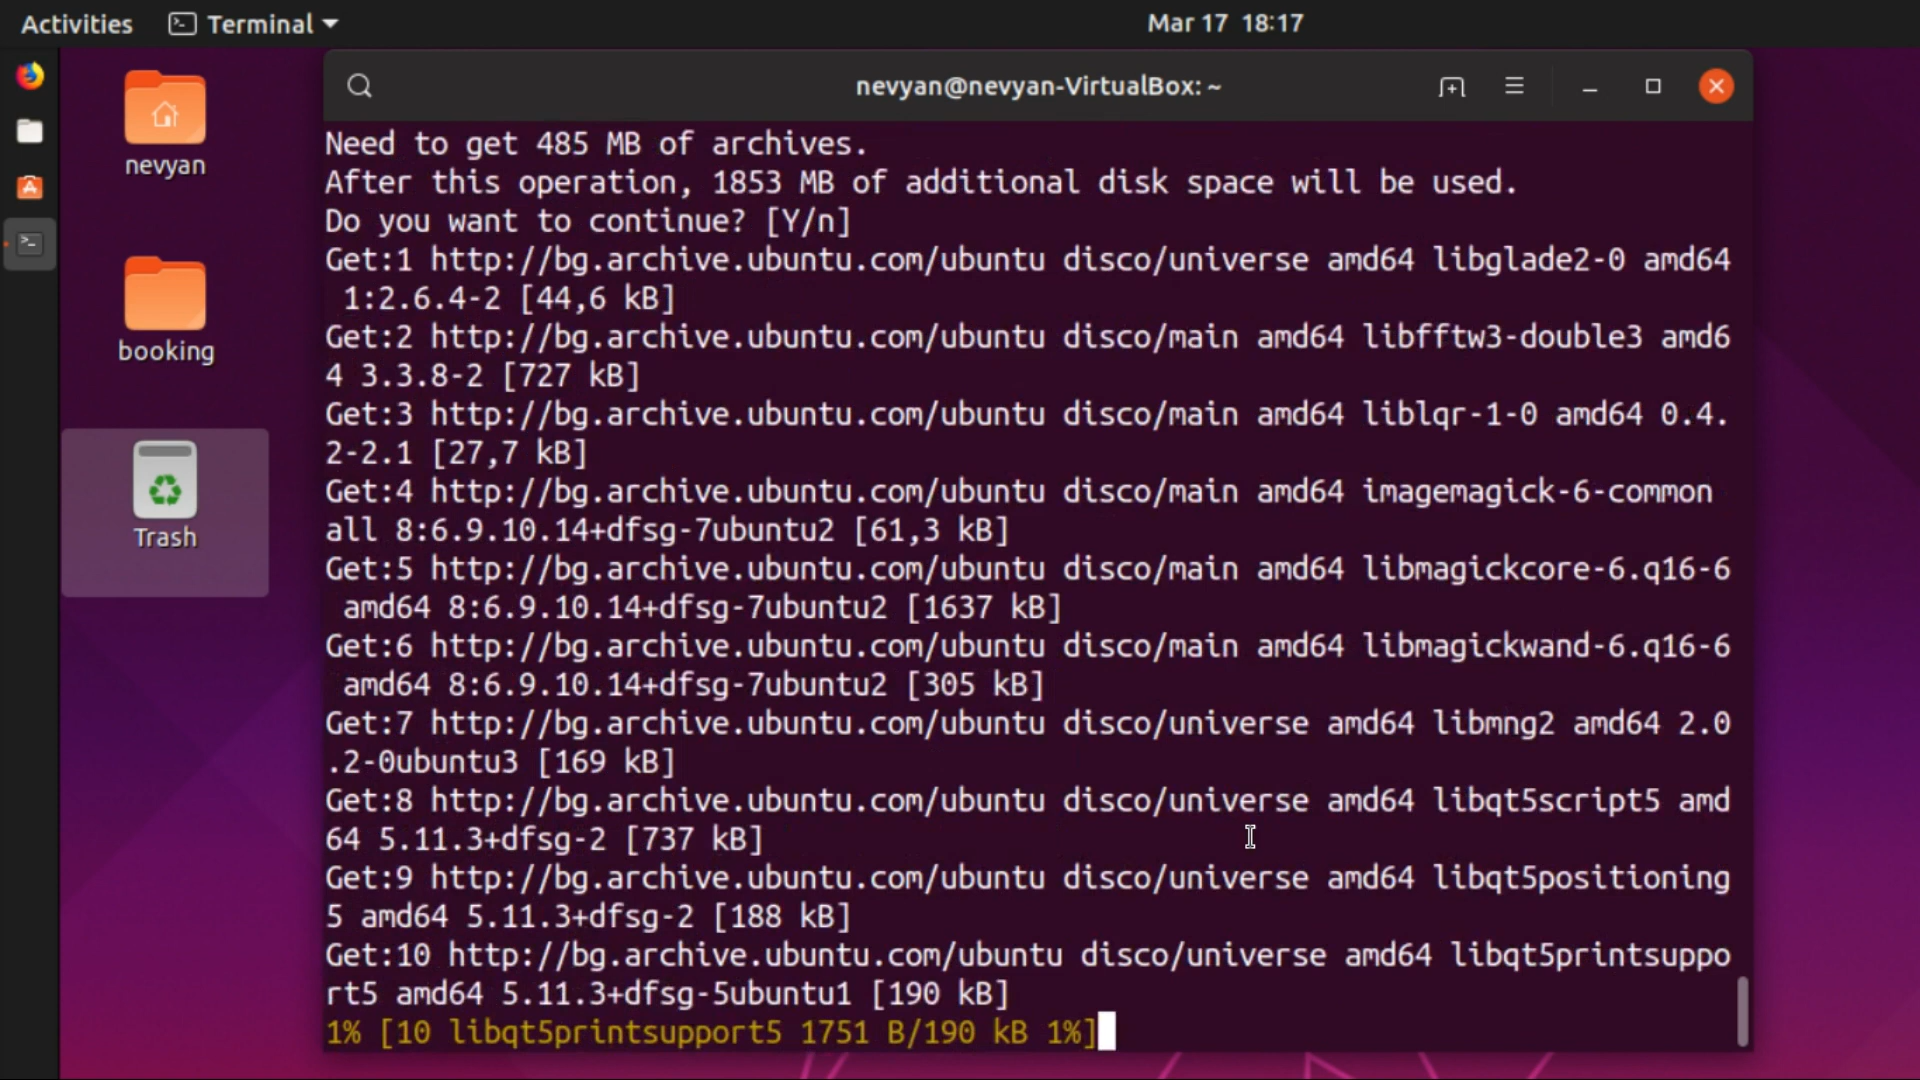 Activities
Terminal
Mar 17 18:17
nevyan@nevyan-VirtualBox: ~
nevyan
booking
Trash
Need to get 485 MB of archives.
After this operation, 1853 MB of additional disk space will be used.
Do you want to continue? [Y/n]
Get:1 http://bg.archive.ubuntu.com/ubuntu disco/universe amd64 libglade2-0 amd64
 1:2.6.4-2 [44,6 kB]
Get:2 http://bg.archive.ubuntu.com/ubuntu disco/main amd64 libfftw3-double3 amd6
4 3.3.8-2 [727 kB]
Get:3 http://bg.archive.ubuntu.com/ubuntu disco/main amd64 liblqr-1-0 amd64 0.4.
2-2.1 [27,7 kB]
Get:4 http://bg.archive.ubuntu.com/ubuntu disco/main amd64 imagemagick-6-common
all 8:6.9.10.14+dfsg-7ubuntu2 [61,3 kB]
Get:5 http://bg.archive.ubuntu.com/ubuntu disco/main amd64 libmagickcore-6.q16-6
 amd64 8:6.9.10.14+dfsg-7ubuntu2 [1637 kB]
Get:6 http://bg.archive.ubuntu.com/ubuntu disco/main amd64 libmagickwand-6.q16-6
 amd64 8:6.9.10.14+dfsg-7ubuntu2 [305 kB]
Get:7 http://bg.archive.ubuntu.com/ubuntu disco/universe amd64 libmng2 amd64 2.0
.2-0ubuntu3 [169 kB]
Get:8 http://bg.archive.ubuntu.com/ubuntu disco/universe amd64 libqt5script5 amd
64 5.11.3+dfsg-2 [737 kB]
Get:9 http://bg.archive.ubuntu.com/ubuntu disco/universe amd64 libqt5positioning
5 amd64 5.11.3+dfsg-2 [188 kB]
Get:10 http://bg.archive.ubuntu.com/ubuntu disco/universe amd64 libqt5printsuppo
rt5 amd64 5.11.3+dfsg-5ubuntu1 [190 kB]
1% [10 libqt5printsupport5 1751 B/190 kB 1%]